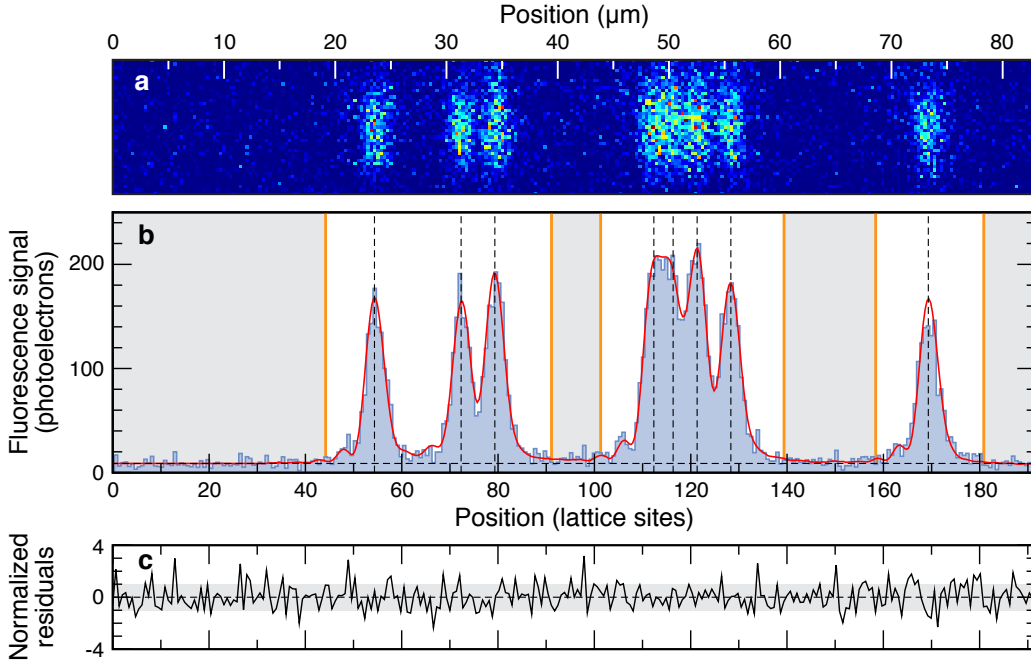 Position (µm)
0 10 20 30 40 50 60 70 80
a
b
Fluorescence signal
(photoelectrons)
200
100
0
0 20 40 60 80 100 120 140 160 180
Position (lattice sites)
c
Normalized
residuals
4
0
-4